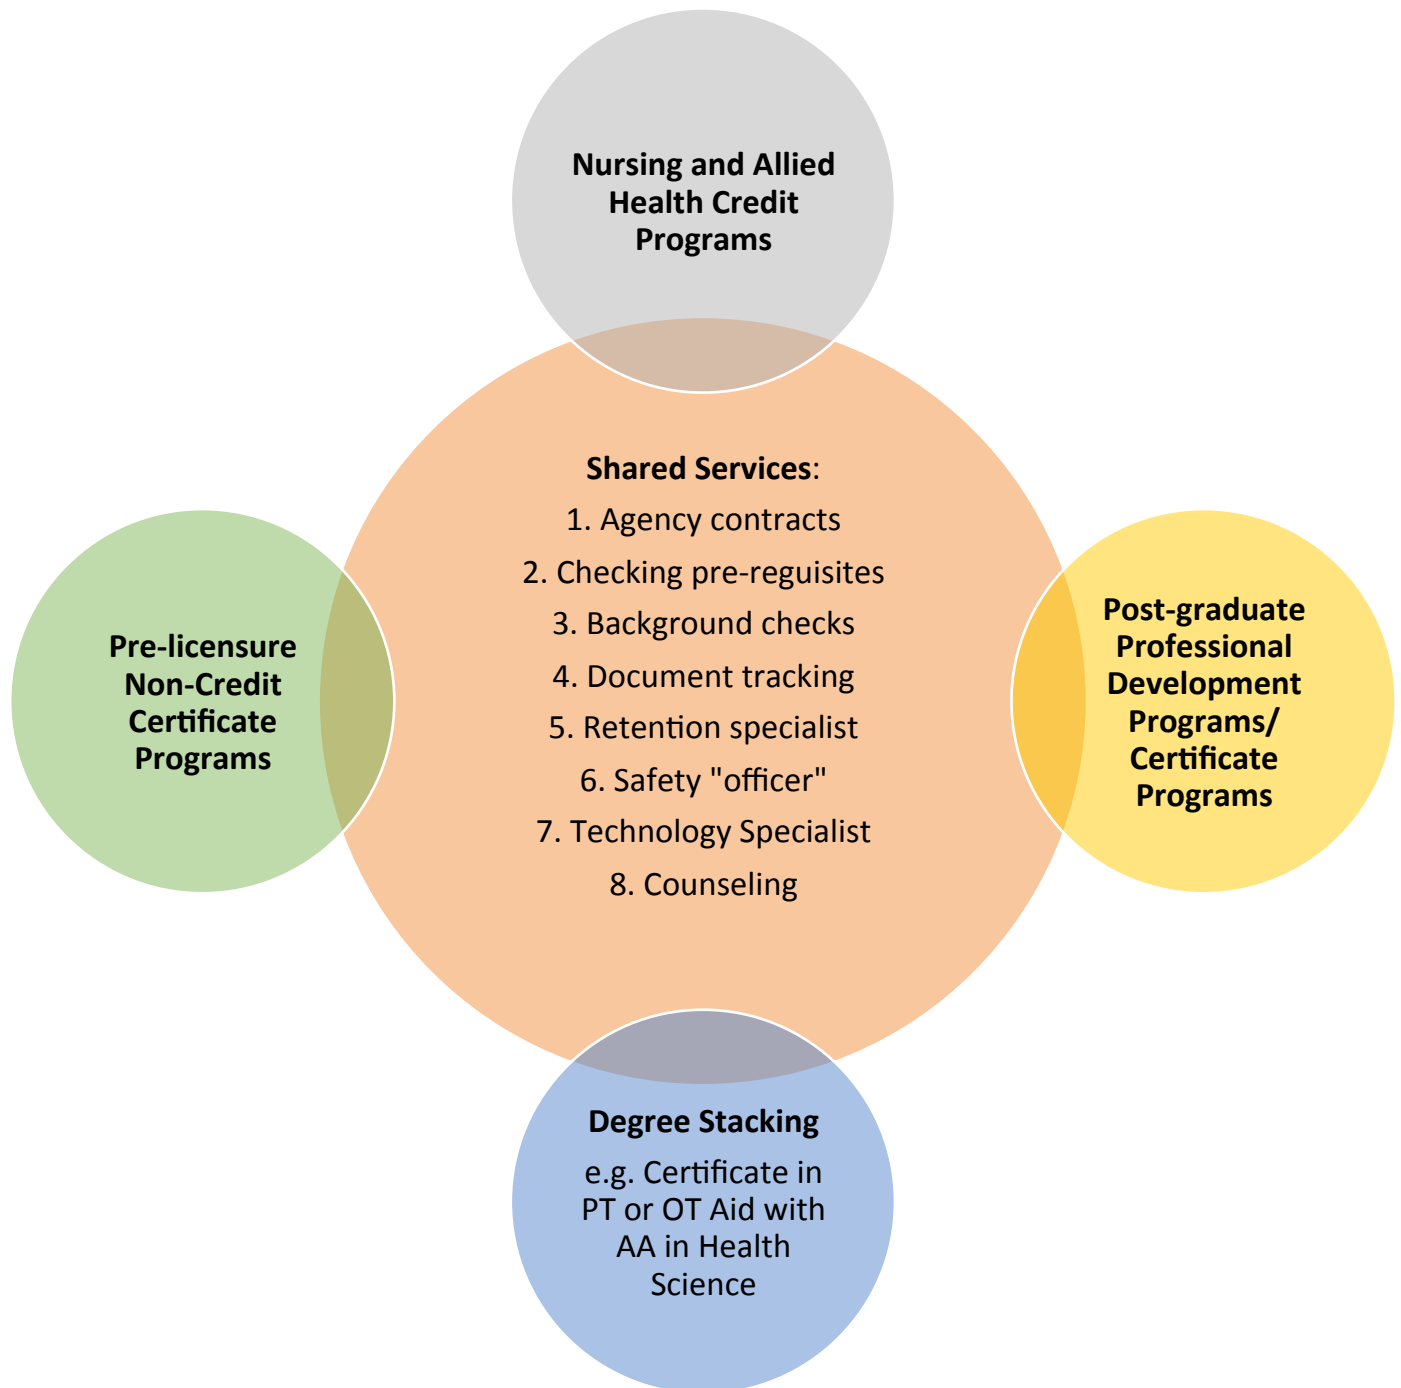 Nursing and Allied
Health Credit
Programs
Shared Services:
1. Agency contracts
2. Checking pre-reguisites
3. Background checks
4. Document tracking
5. Retention specialist
6. Safety "officer"
7. Technology Specialist
8. Counseling
Pre-licensure
Non-Credit
Certificate
Programs
Post-graduate
Professional
Development
Programs/
Certificate
Programs
Degree Stacking
e.g. Certificate in
PT or OT Aid with
AA in Health
Science